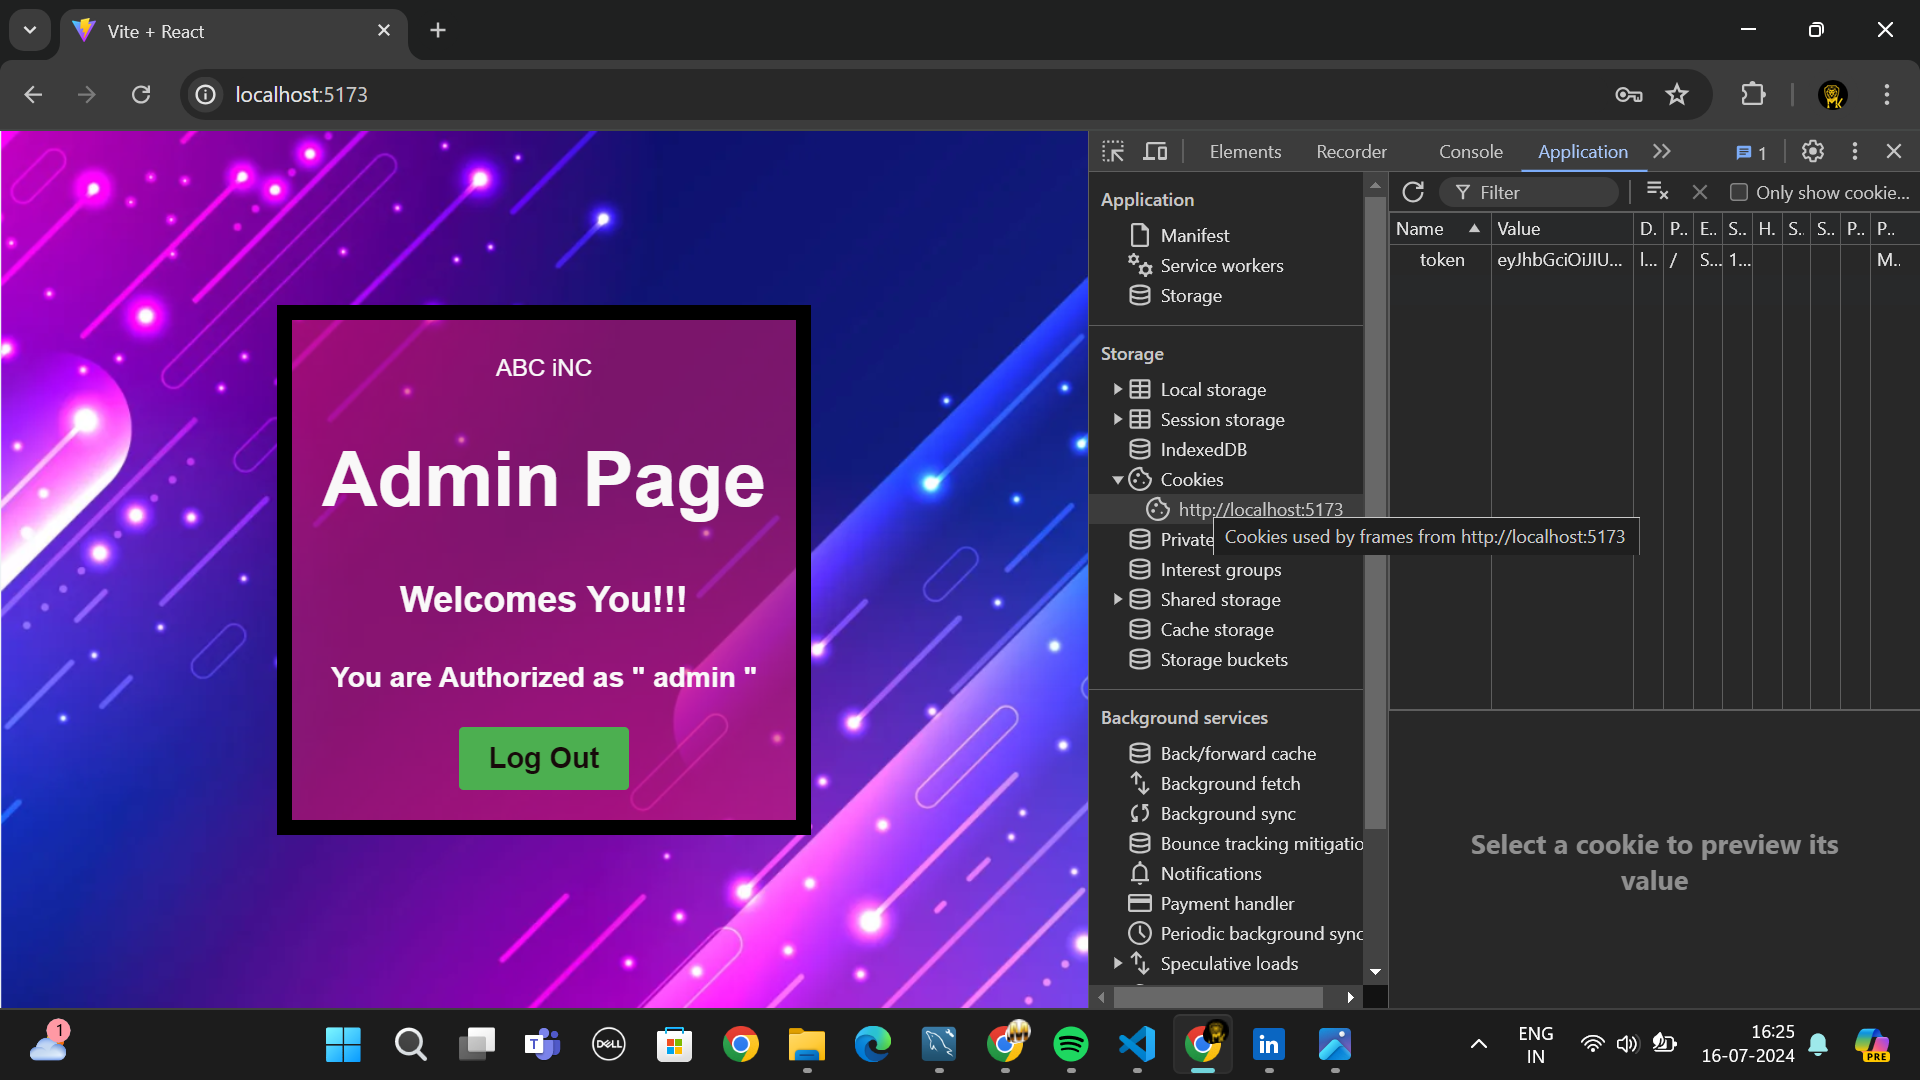 Vite + React
localhost:5173
ABC iNC
Admin Page
Welcomes You!!!
You are Authorized as " admin "
Log Out
Elements Recorder Console Application 1
Application
Manifest
Service workers
Storage
Storage
Local storage
Session storage
IndexedDB
Cookies
http://localhost:5173
Cookies used by frames from http://localhost:5173
Private
Interest groups
Shared storage
Cache storage
Storage buckets
Background services
Back/forward cache
Background fetch
Background sync
Bounce tracking mitigatio
Notifications
Payment handler
Periodic background sync
Speculative loads
Filter Only show cookie...
Name Value D. P.. E.. S.. H. S. S.. P.. P..
token eyJhbGciOiJIU... l... / S... 1... M..
Select a cookie to preview its
value
1
DELL
PRE
ENG
IN
16:25
16-07-2024